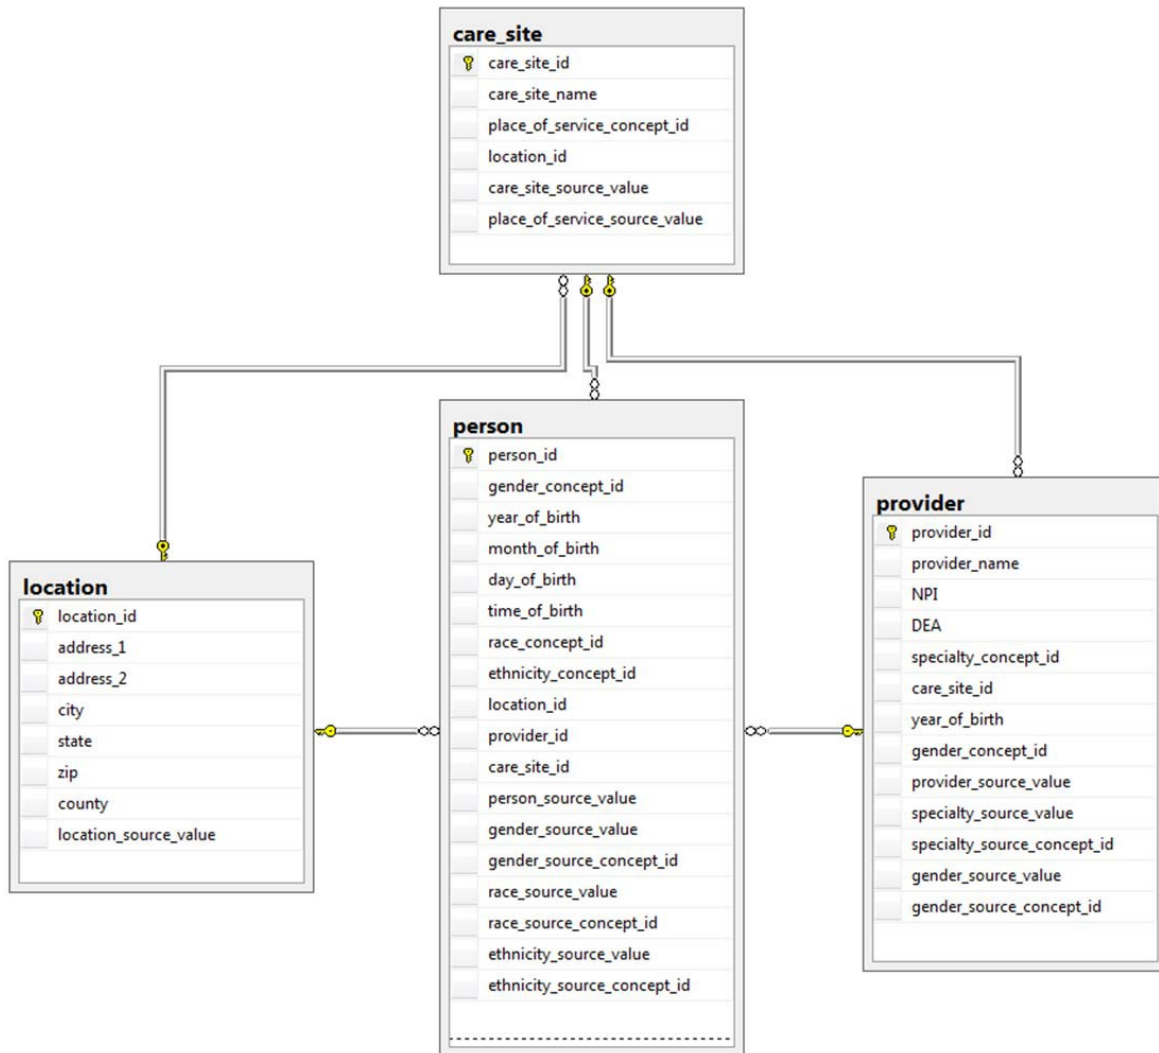 care_site
care_site_id
care_site_name
place_of_service_concept_id
location_id
care_site_source_value
place_of_service_source_value
person
person_id
gender_concept_id
year_of_birth
month_of_birth
day_of_birth
time_of_birth
race_concept_id
ethnicity_concept_id
location_id
provider_id
care_site_id
person_source_value
gender_source_value
gender_source_concept_id
race_source_value
race_source_concept_id
ethnicity_source_value
ethnicity_source_concept_id
provider
provider_id
provider_name
NPI
DEA
specialty_concept_id
care_site_id
year_of_birth
gender_concept_id
provider_source_value
specialty_source_value
specialty_source_concept_id
gender_source_value
gender_source_concept_id
location
location_id
address_1
address_2
city
state
zip
county
location_source_value